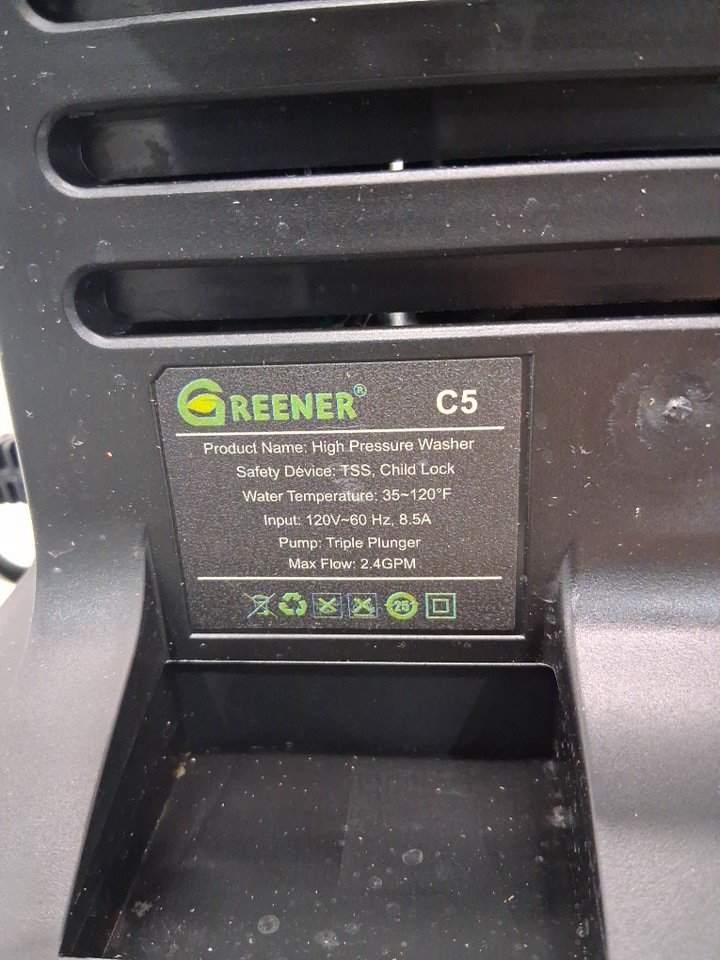 GREENER® C5
Product Name: High Pressure Washer
Safety Device: TSS, Child Lock
Water Temperature: 35~120°F
Input: 120V~60 Hz, 8.5A
Pump: Triple Plunger
Max Flow: 2.4GPM
25